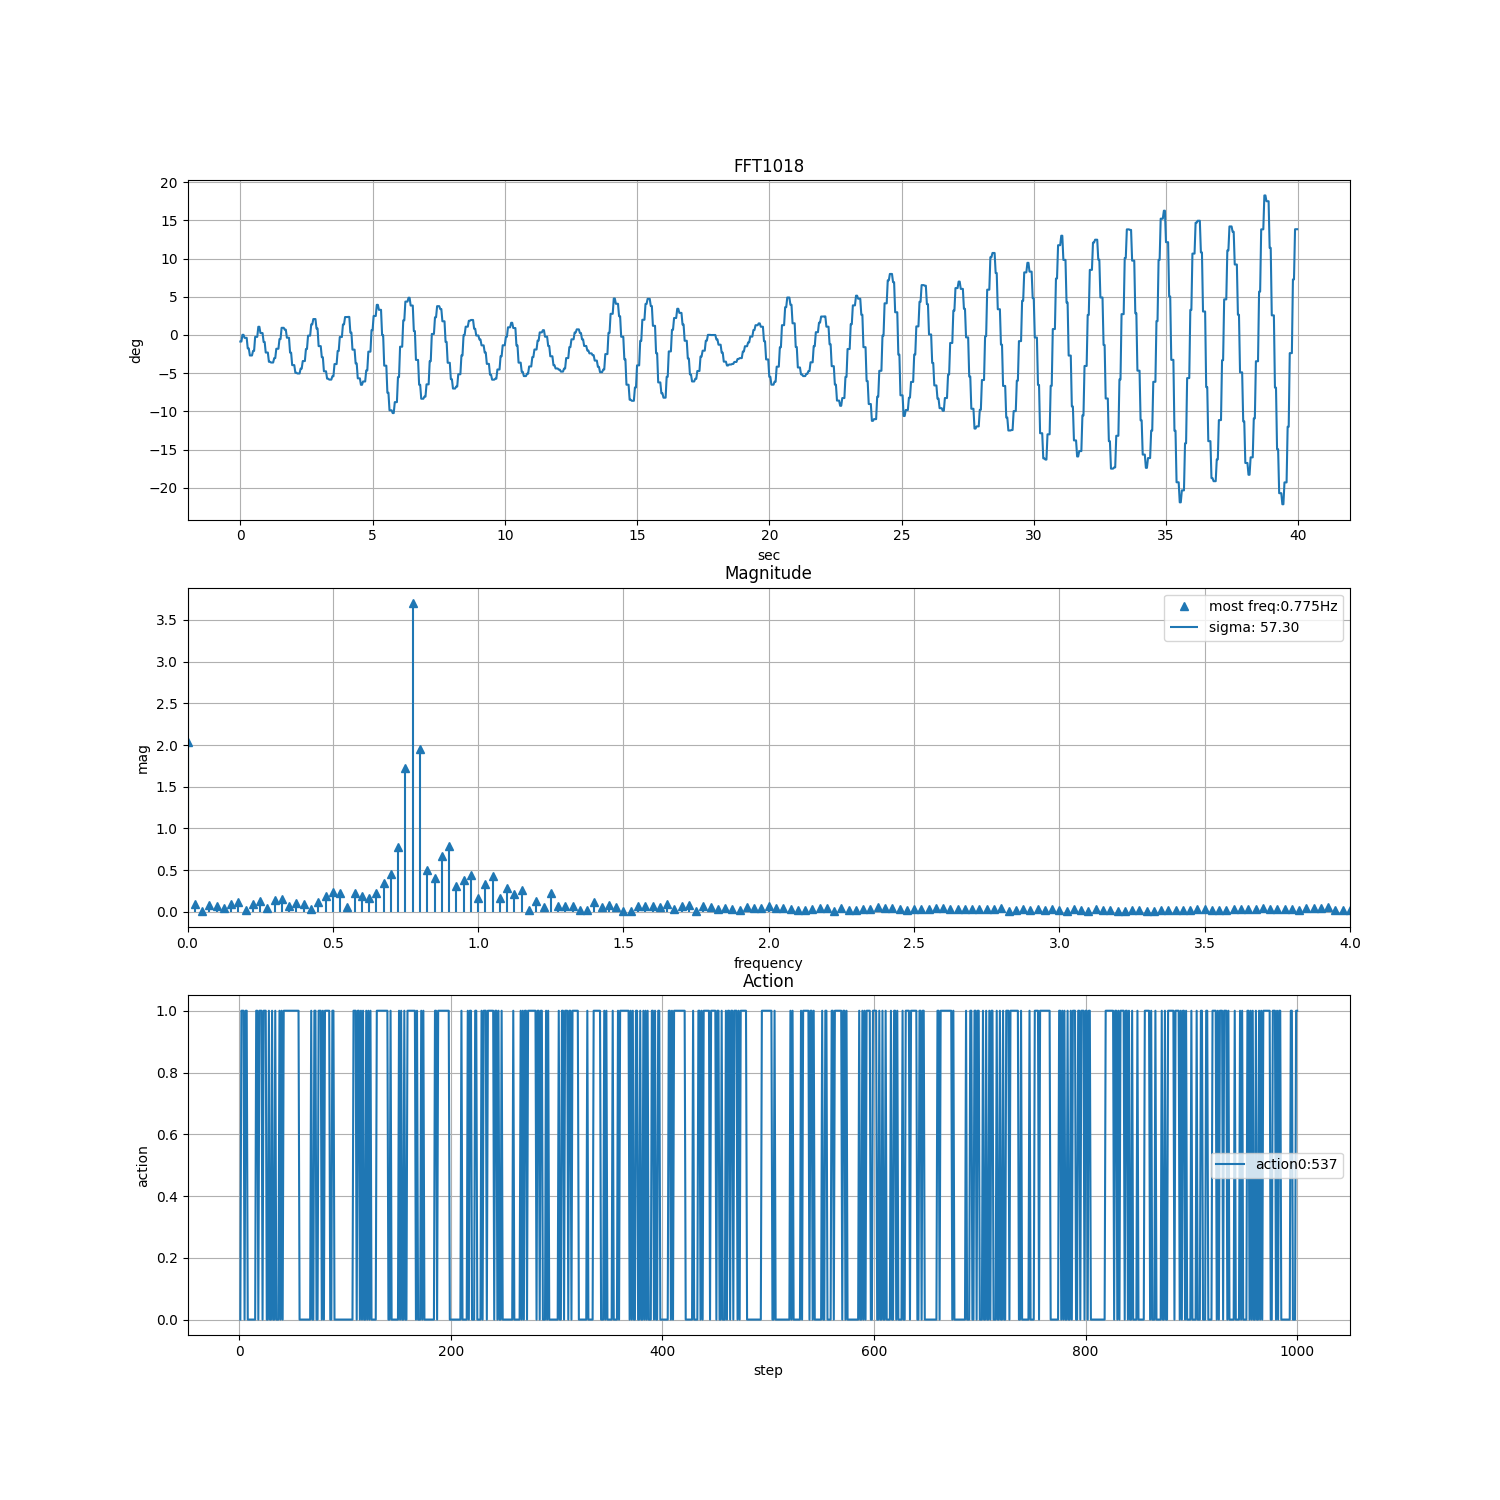 FFT1018
20
15
10
5
0
−5
−10
−15
−20
deg
0 5 10 15 20 25 30 35 40
sec
Magnitude
most freq:0.775Hz
sigma: 57.30
3.5
3.0
2.5
2.0
1.5
1.0
0.5
0.0
mag
0.0 0.5 1.0 1.5 2.0 2.5 3.0 3.5 4.0
frequency
Action
1.0
0.8
0.6
0.4
0.2
0.0
action
action0:537
0 200 400 600 800 1000
step